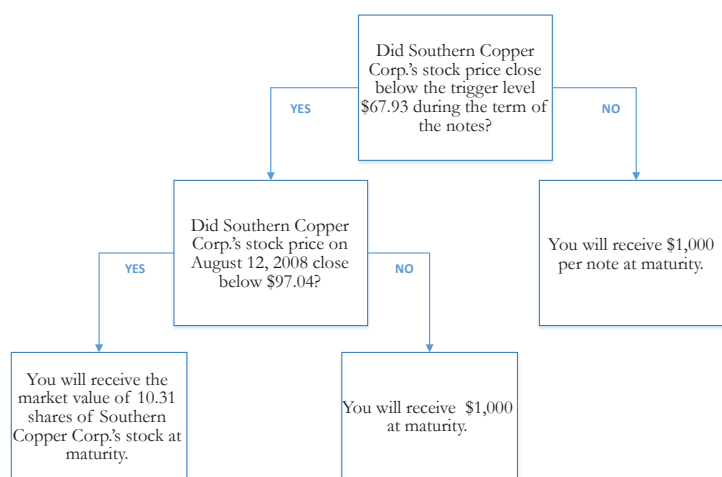 Did Southern Copper
Corp.'s stock price close
below the trigger level
$67.93 during the term of
the notes?
YES
NO
Did Southern Copper
Corp.'s stock price on
August 12, 2008 close
below $97.04?
You will receive $1,000
per note at maturity.
YES
NO
You will receive the
market value of 10.31
shares of Southern
Copper Corp.'s stock at
maturity.
You will receive $1,000
at maturity.